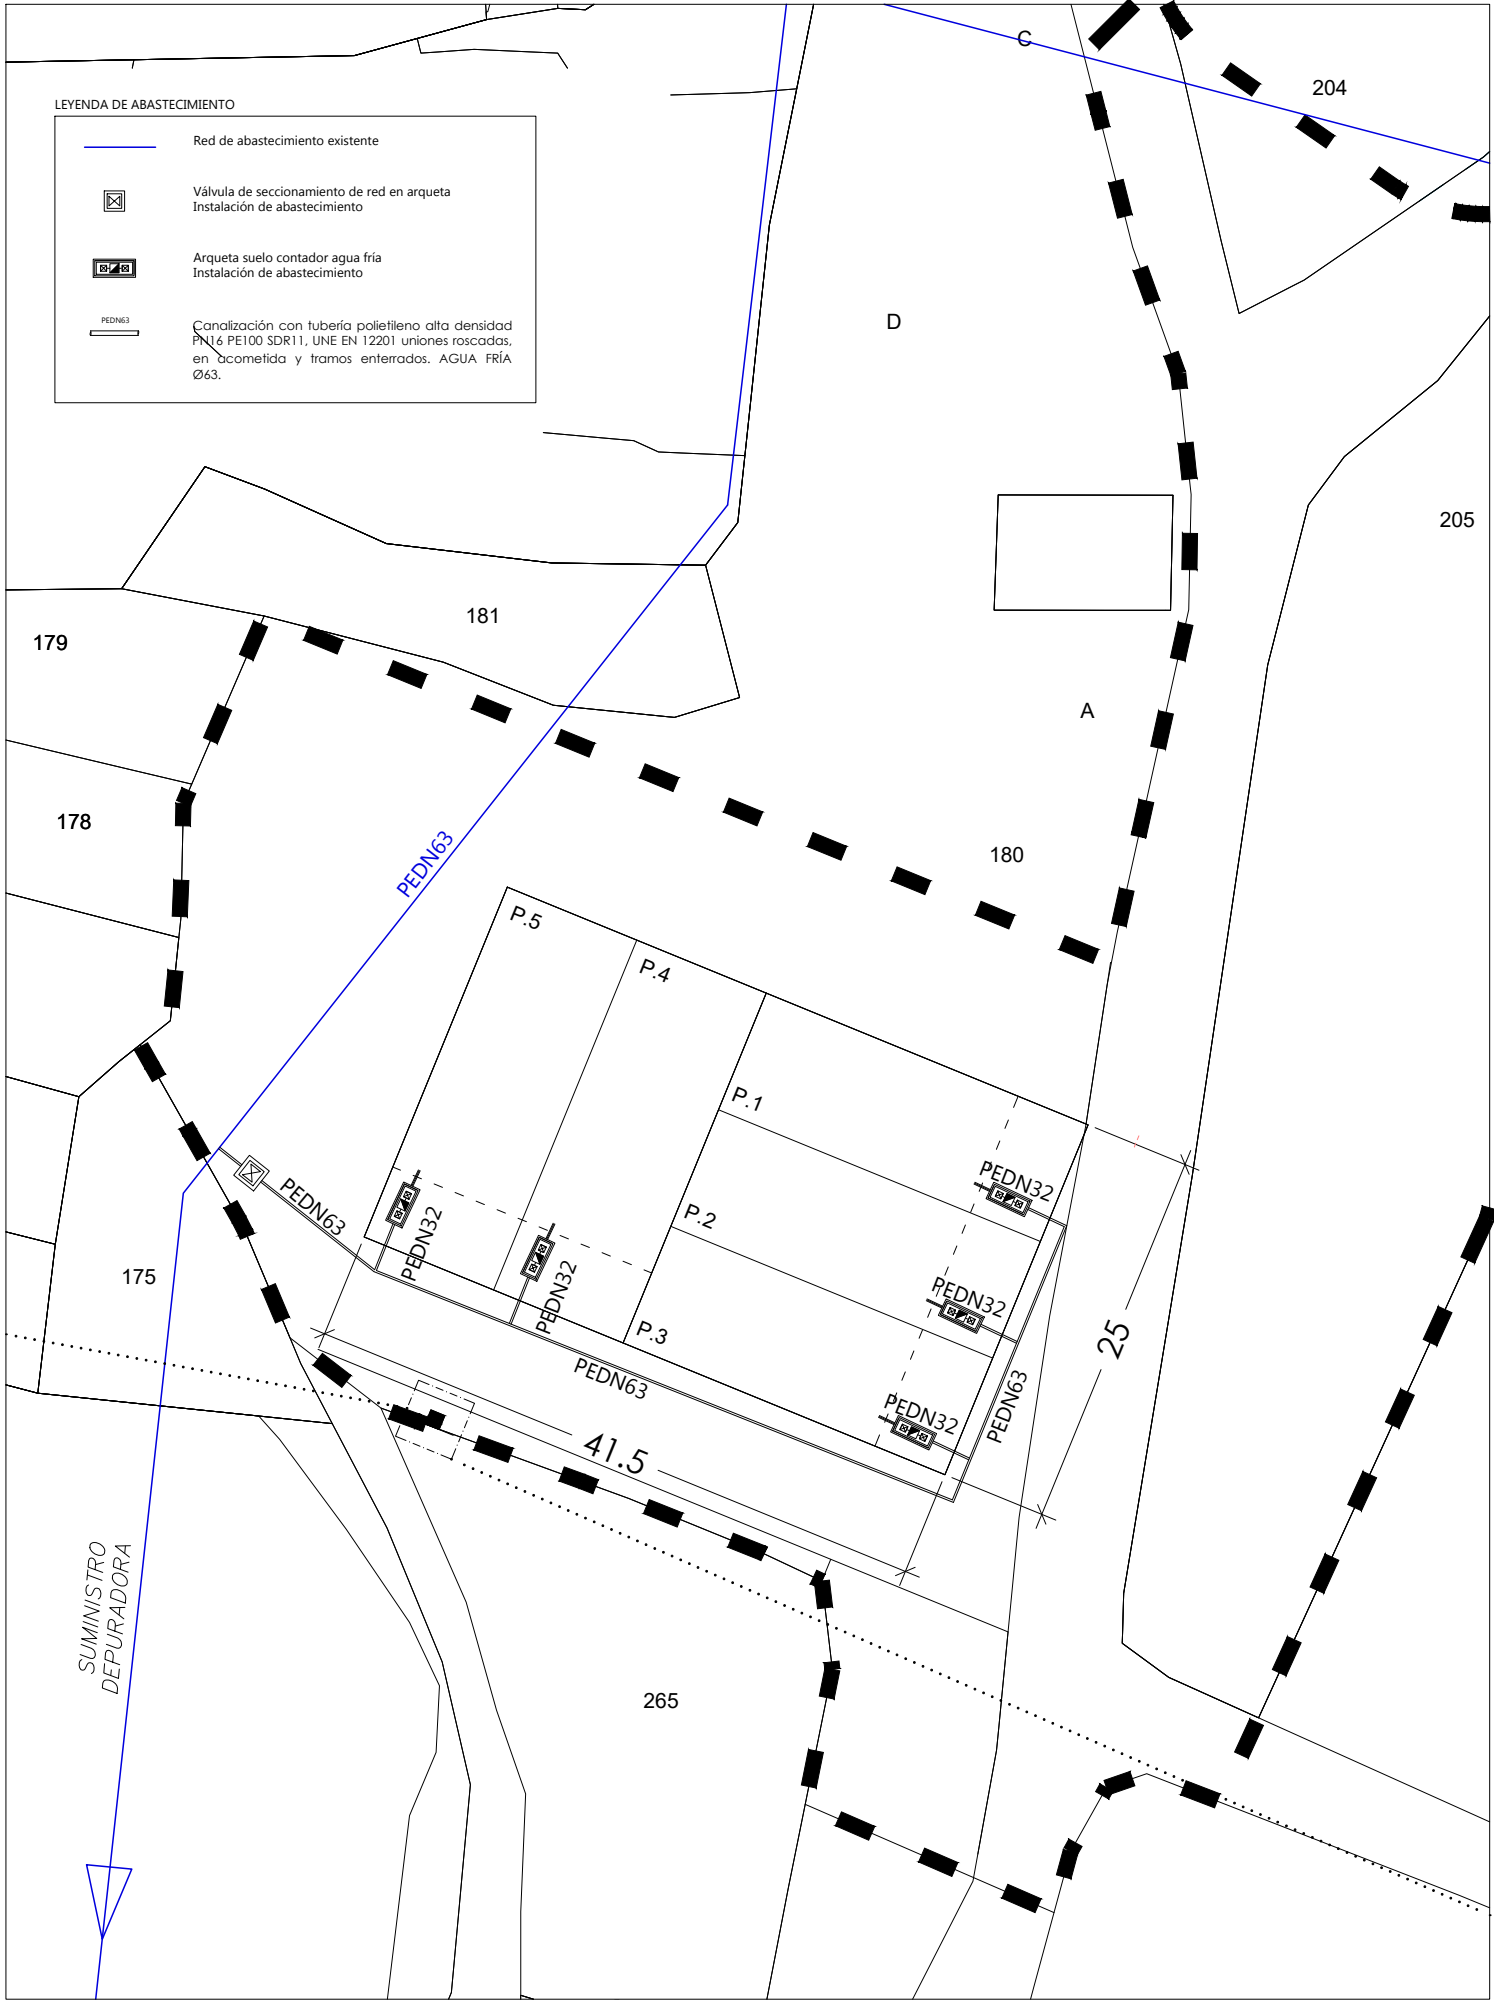 C
204
LEYENDA DE ABASTECIMIENTO
Red de abastecimiento existente
Válvula de seccionamiento de red en arqueta
Instalación de abastecimiento
Arqueta suelo contador agua fría
Instalación de abastecimiento
PEDN63
Canalización con tubería polietileno alta densidad
PN16 PE100 SDR11, UNE EN 12201 uniones roscadas,
en acometida y tramos enterrados. AGUA FRÍA
Ø63.
D
205
181
179
A
178
180
PEDN63
P.5
P.4
P.1
PEDN32
PEDN63
P.2
PEDN32
PEDN32
175
PEDN32
P.3
25
PEDN63
PEDN63
PEDN32
41.5
SUMINISTRO
DEPURADORA
265